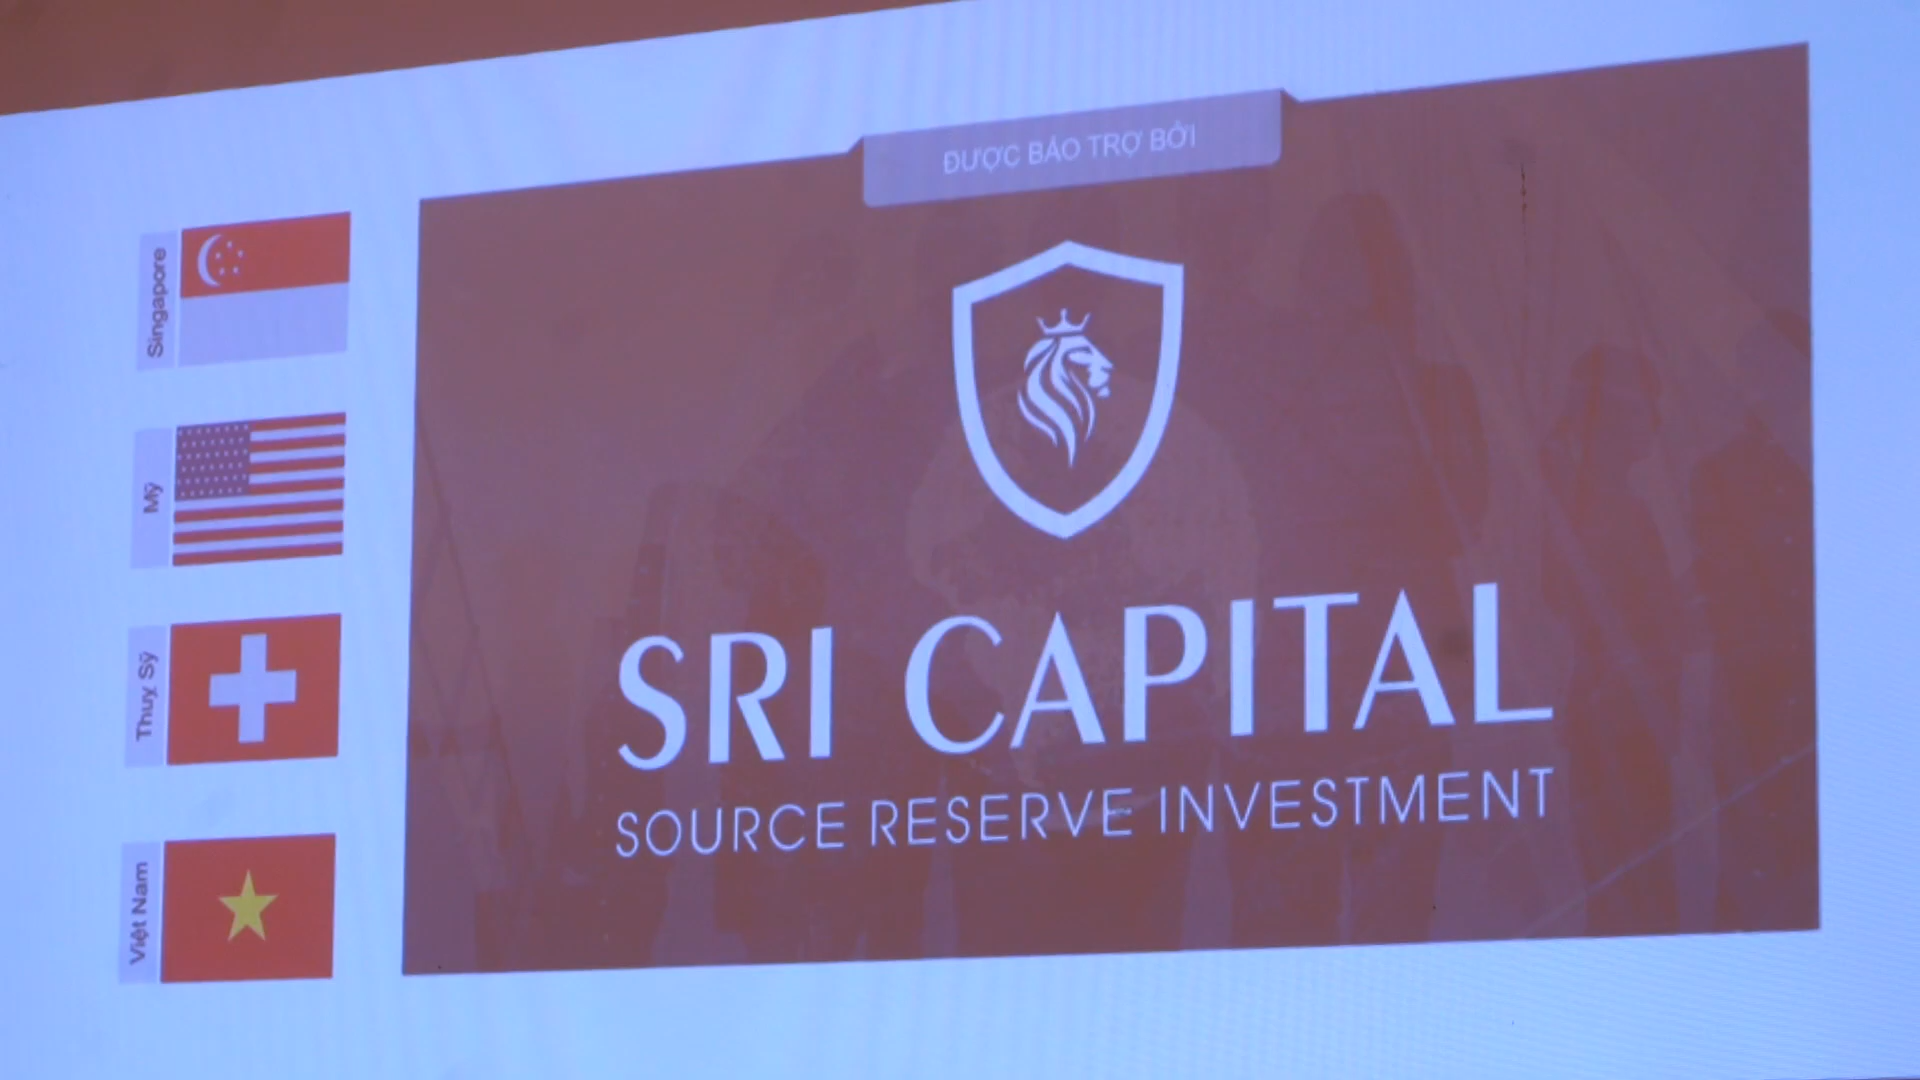 ĐƯỢC BẢO TRỢ BỞI
Singapore
Mỹ
Thuỵ Sỹ
Việt Nam
SRI CAPITAL
SOURCE RESERVE INVESTMENT